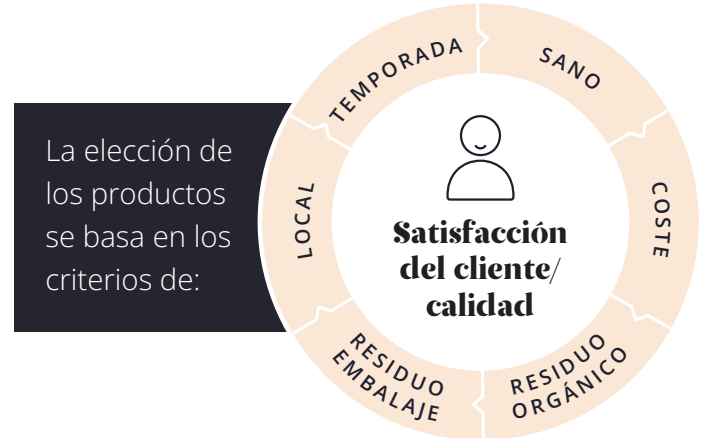 La elección de
los productos
se basa en los
criterios de:
TEMPORADA
SANO
COSTE
RESIDUO
ORGÁNICO
RESIDUO
EMBALAJE
LOCAL
Satisfacción
del cliente/
calidad